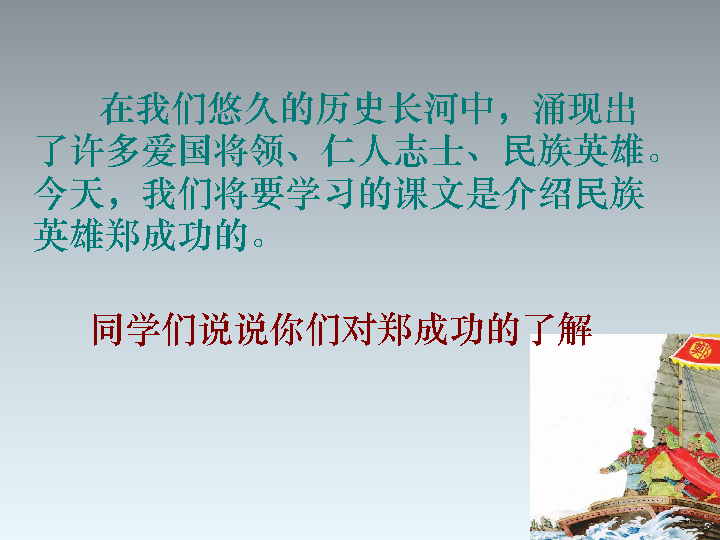 在我们悠久的历史长河中，涌现出
了许多爱国将领、仁人志士、民族英雄。
今天，我们将要学习的课文是介绍民族
英雄郑成功的。
同学们说说你们对郑成功的了解